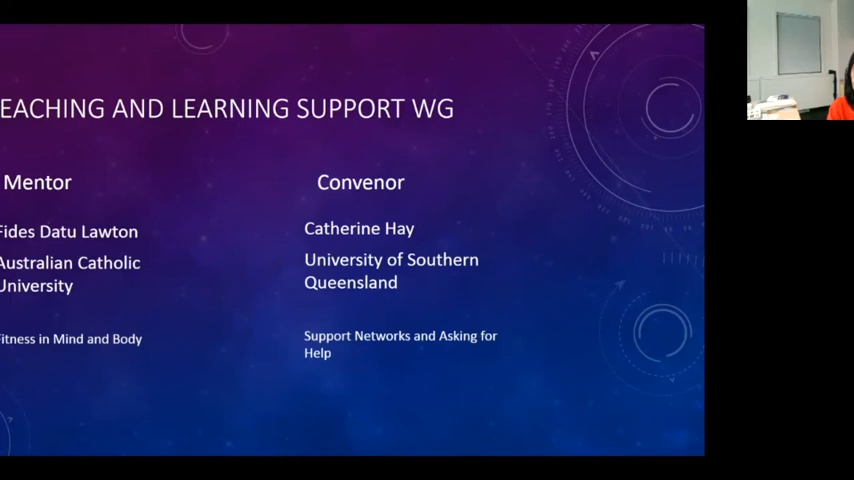 EACHING AND LEARNING SUPPORT WG
Mentor
Convenor
Fides Datu Lawton
Australian Catholic
University
Fitness in Mind and Body
Catherine Hay
University of Southern
Queensland
Support Networks and Asking for
Help